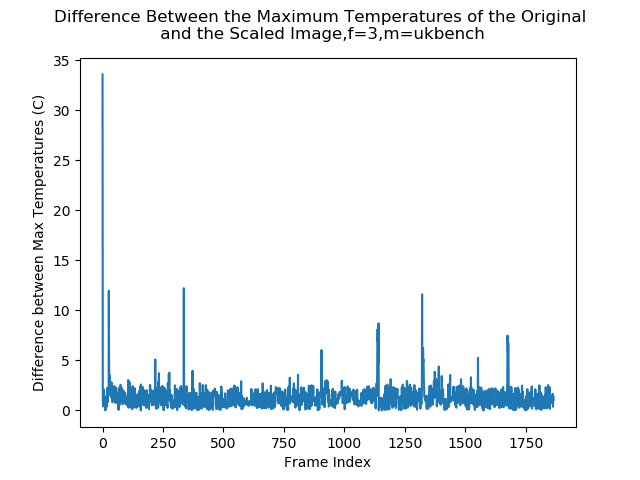 Difference Between the Maximum Temperatures of the Original
and the Scaled Image,f=3,m=ukbench
35
30
25
20
15
10
5
0
Difference between Max Temperatures (C)
0 250 500 750 1000 1250 1500 1750
Frame Index